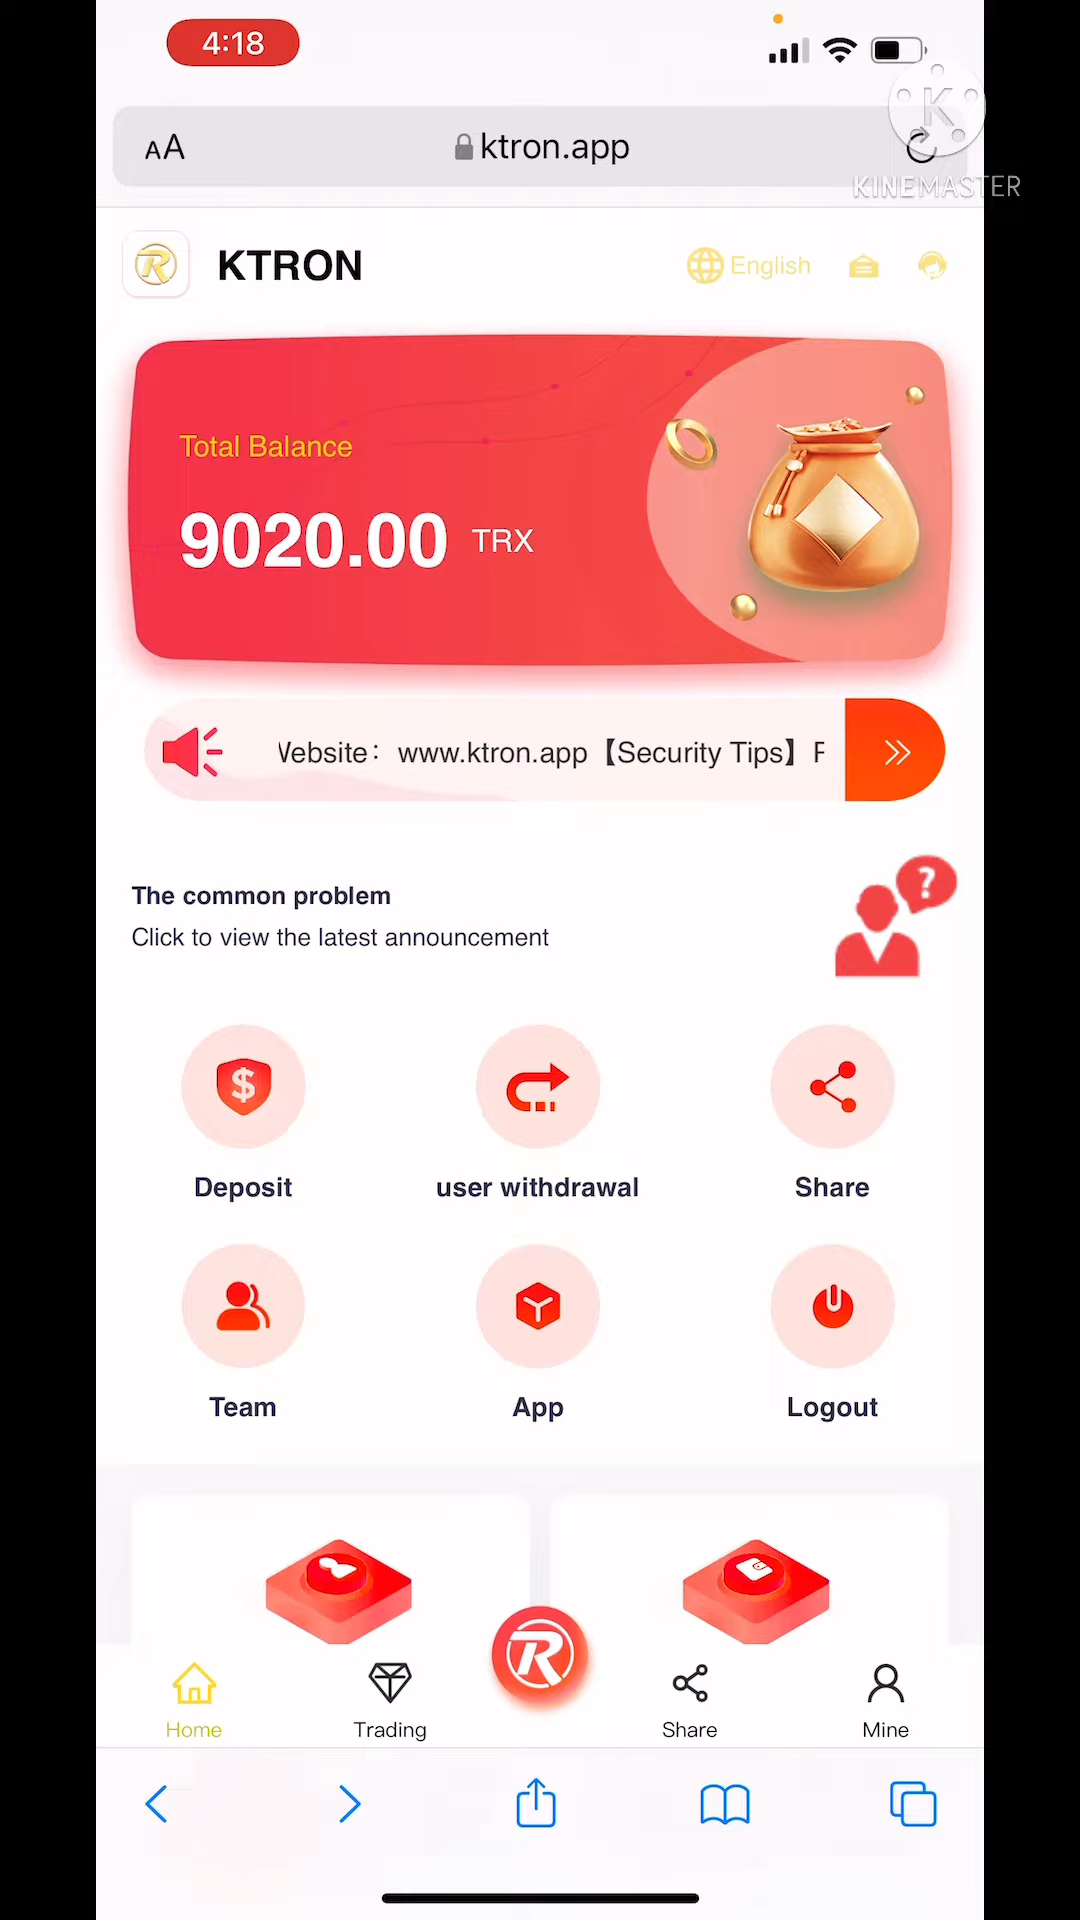 4:18
AA ktron.app
KINEMASTER
KTRON English
Total Balance
9020.00 TRX
Website： www.ktron.app【Security Tips】F
The common problem
Click to view the latest announcement
Deposit user withdrawal Share
Team App Logout
Home Trading Share Mine